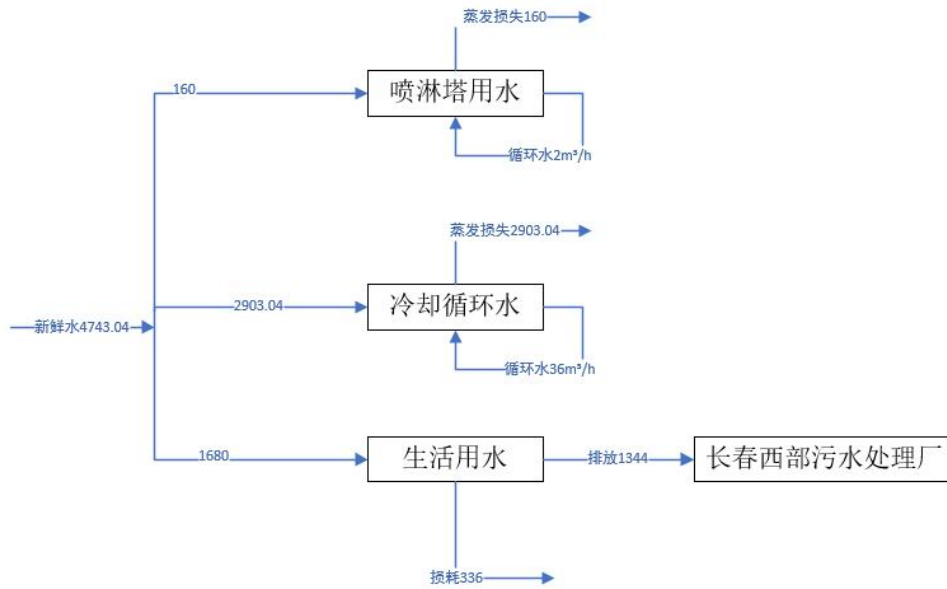 蒸发损失160
160
喷淋塔用水
循环水2m³/h
蒸发损失2903.04
2903.04
冷却循环水
新鲜水4743.04
循环水36m³/h
1680
生活用水
排放1344
长春西部污水处理厂
损耗336